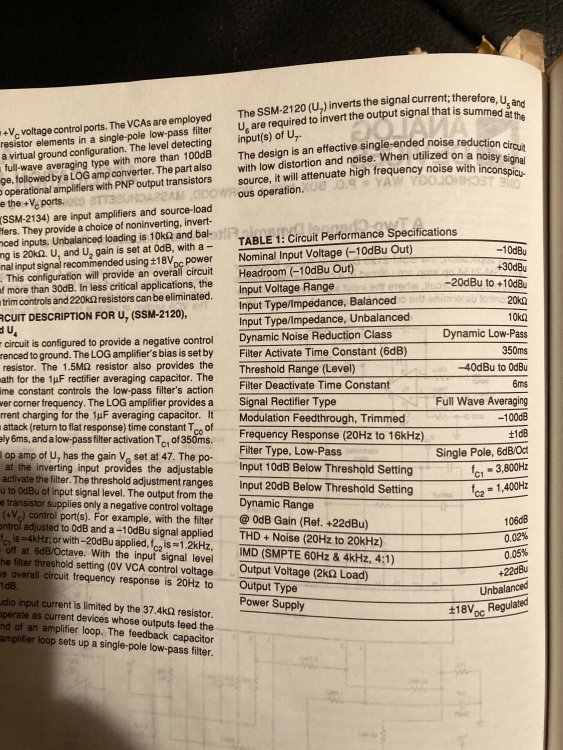 +V_C voltage control ports. The VCAs are employed
resistor elements in a single-pole low-pass filter
a virtual ground configuration. The level detecting
full-wave averaging type with more than 100dB
ge, followed by a LOG amp converter. The part also
operational amplifiers with PNP output transistors
e the +V_C ports.
(SSM-2134) are input amplifiers and source-load
ffers. They provide a choice of noninverting, invert-
nced inputs. Unbalanced loading is 10kΩ and bal-
ng is 20kΩ. U₁ and U₂ gain is set at 0dB, with a –
nal input signal recommended using ±18V_DC power
. This configuration will provide an overall circuit
of more than 30dB. In less critical applications, the
trim controls and 220kΩ resistors can be eliminated.
RCUIT DESCRIPTION FOR U₇ (SSM-2120),
d U₄
r circuit is configured to provide a negative control
renced to ground. The LOG amplifier's bias is set by
resistor. The 1.5MΩ resistor also provides the
path for the 1μF rectifier averaging capacitor. The
time constant controls the low-pass filter's action
wer corner frequency. The LOG amplifier provides a
rrent charging for the 1μF averaging capacitor. It
attack (return to flat response) time constant T_C0 of
ely 6ms, and a low-pass filter activation T_C1 of 350ms.
l op amp of U₇ has the gain V_G set at 47. The po-
at the inverting input provides the adjustable
activate the filter. The threshold adjustment ranges
u to 0dBu of input signal level. The output from the
e transistor supplies only a negative control voltage
(+V_C) control port(s). For example, with the filter
ontrol adjusted to 0dB and a –10dBu signal applied
f_C1 is ≈4kHz; or with –20dBu applied, f_C2 is ≈1.2kHz,
off at 6dB/Octave. With the input signal level
the filter threshold setting (0V VCA control voltage
e overall circuit frequency response is 20Hz to
1dB.
udio input current is limited by the 37.4kΩ resistor.
operate as current devices whose outputs feed the
nd of an amplifier loop. The feedback capacitor
amplifier loop sets up a single-pole low-pass filter.
The SSM-2120 (U₇) inverts the signal current; therefore, U₅ and
U₆ are required to invert the output signal that is summed at the
input(s) of U₇.
The design is an effective single-ended noise reduction circuit
with low distortion and noise. When utilized on a noisy signal
source, it will attenuate high frequency noise with inconspicu-
ous operation.
TABLE 1: Circuit Performance Specifications
Nominal Input Voltage (–10dBu Out) –10dBu
Headroom (–10dBu Out) +30dBu
Input Voltage Range –20dBu to +10dBu
Input Type/Impedance, Balanced 20kΩ
Input Type/Impedance, Unbalanced 10kΩ
Dynamic Noise Reduction Class Dynamic Low-Pass
Filter Activate Time Constant (6dB) 350ms
Threshold Range (Level) –40dBu to 0dBu
Filter Deactivate Time Constant 6ms
Signal Rectifier Type Full Wave Averaging
Modulation Feedthrough, Trimmed –100dB
Frequency Response (20Hz to 16kHz) ±1dB
Filter Type, Low-Pass Single Pole, 6dB/Oct
Input 10dB Below Threshold Setting f_C1 = 3,800Hz
Input 20dB Below Threshold Setting f_C2 = 1,400Hz
Dynamic Range
@ 0dB Gain (Ref. +22dBu) 106dB
THD + Noise (20Hz to 20kHz) 0.02%
IMD (SMPTE 60Hz & 4kHz, 4:1) 0.05%
Output Voltage (2kΩ Load) +22dBu
Output Type Unbalanced
Power Supply ±18V_DC Regulated